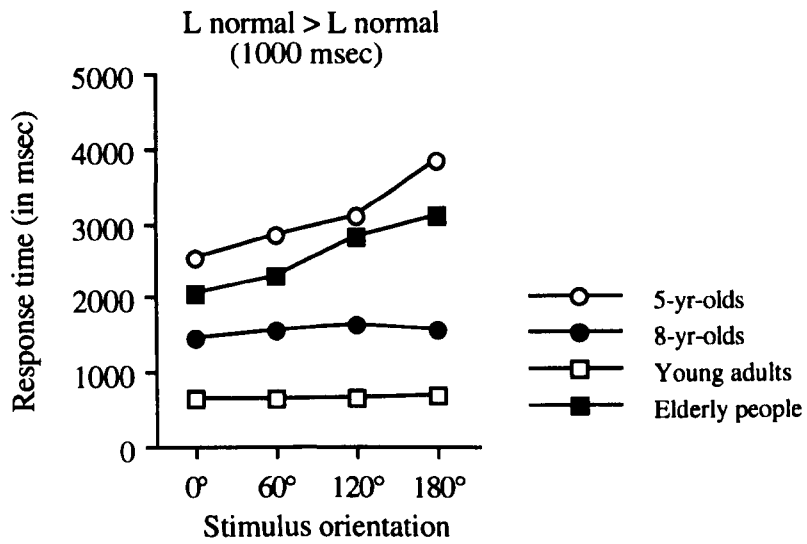 L normal > L normal
(1000 msec)
5000
4000
3000
2000
1000
0
Response time (in msec)
0° 60° 120° 180°
Stimulus orientation
5-yr-olds
8-yr-olds
Young adults
Elderly people